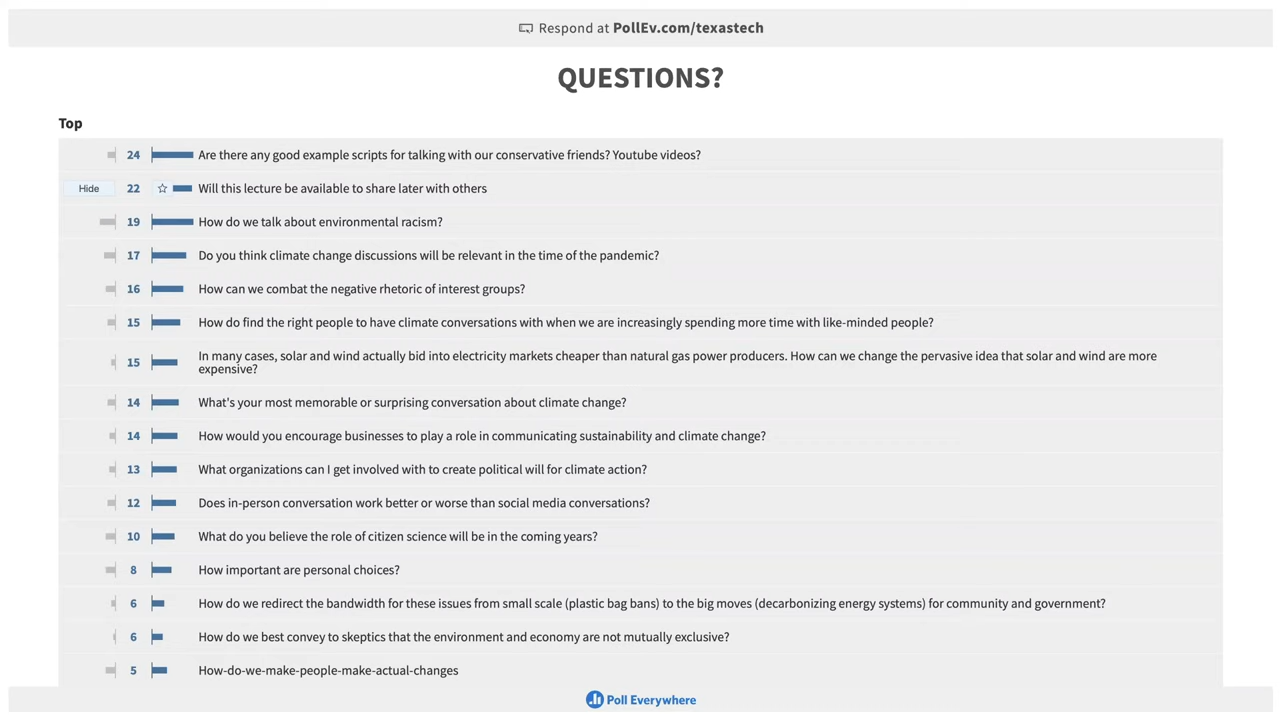 Respond at PollEv.com/texastech
QUESTIONS?
Top
24 Are there any good example scripts for talking with our conservative friends? Youtube videos?
Hide 22 Will this lecture be available to share later with others
19 How do we talk about environmental racism?
17 Do you think climate change discussions will be relevant in the time of the pandemic?
16 How can we combat the negative rhetoric of interest groups?
15 How do find the right people to have climate conversations with when we are increasingly spending more time with like-minded people?
15 In many cases, solar and wind actually bid into electricity markets cheaper than natural gas power producers. How can we change the pervasive idea that solar and wind are more
expensive?
14 What's your most memorable or surprising conversation about climate change?
14 How would you encourage businesses to play a role in communicating sustainability and climate change?
13 What organizations can I get involved with to create political will for climate action?
12 Does in-person conversation work better or worse than social media conversations?
10 What do you believe the role of citizen science will be in the coming years?
8 How important are personal choices?
6 How do we redirect the bandwidth for these issues from small scale (plastic bag bans) to the big moves (decarbonizing energy systems) for community and government?
6 How do we best convey to skeptics that the environment and economy are not mutually exclusive?
5 How-do-we-make-people-make-actual-changes
Poll Everywhere